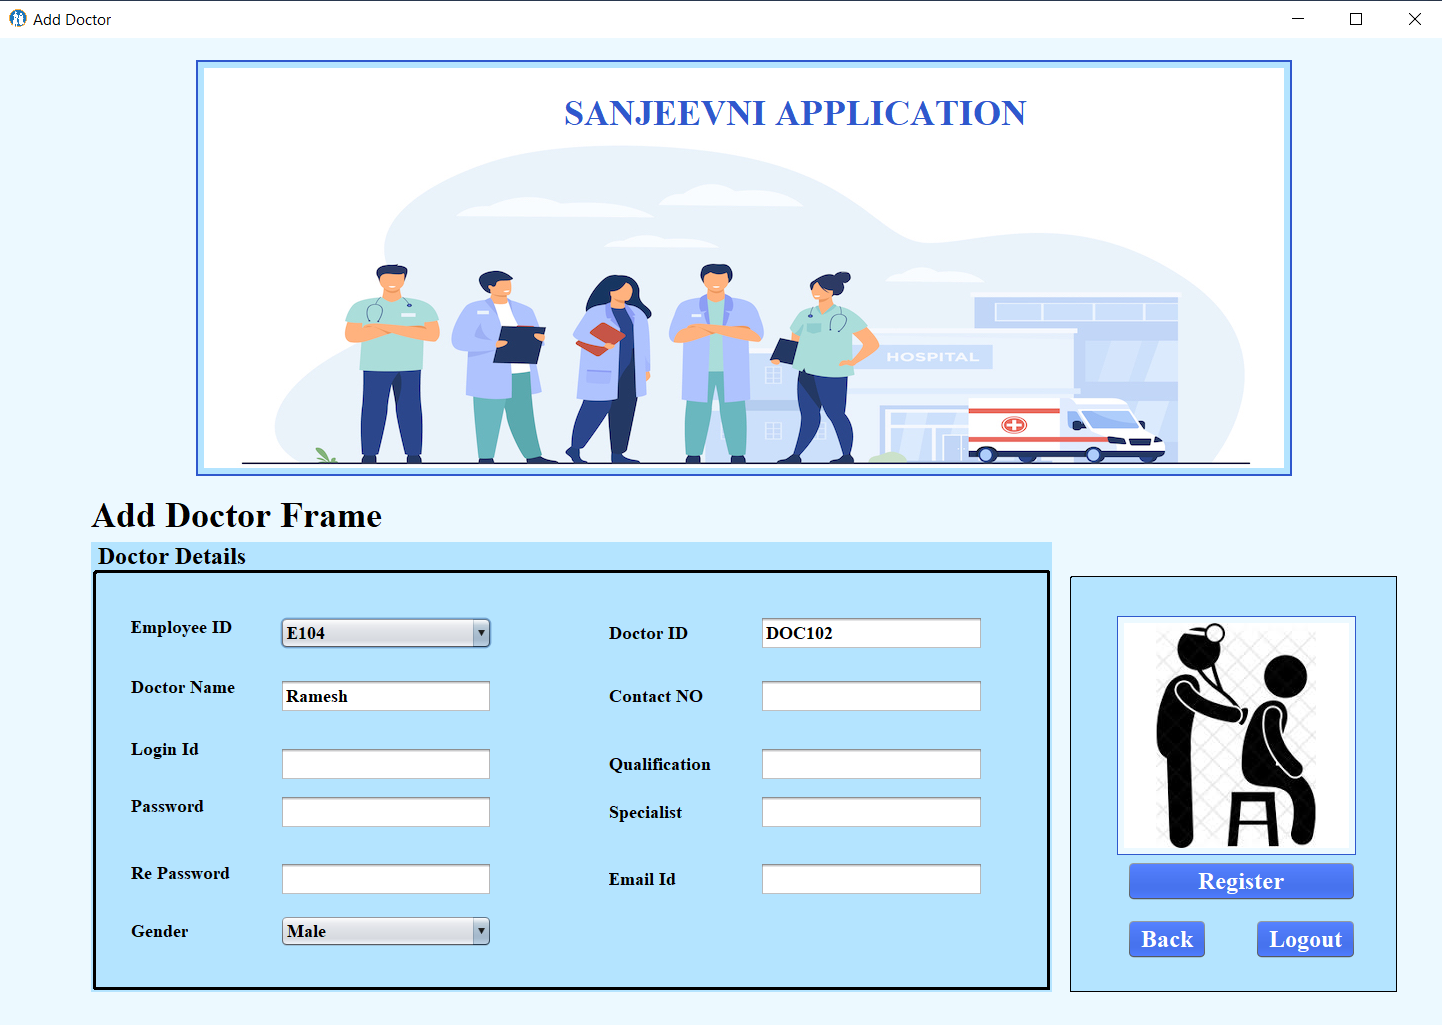 Add Doctor
SANJEEVNI APPLICATION
HOSPITAL
Add Doctor Frame
Doctor Details
Employee ID
E104
Doctor ID
DOC102
Doctor Name
Ramesh
Contact NO
Login Id
Qualification
Password
Specialist
Re Password
Email Id
Gender
Male
Register
Back
Logout